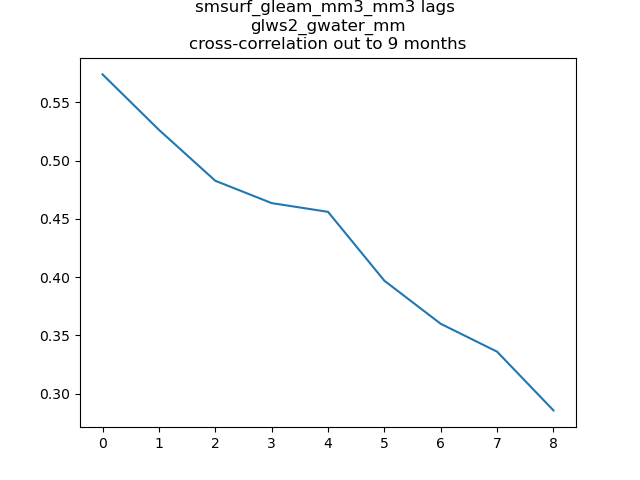 smsurf_gleam_mm3_mm3 lags
glws2_gwater_mm
cross-correlation out to 9 months
0.55
0.50
0.45
0.40
0.35
0.30
0 1 2 3 4 5 6 7 8